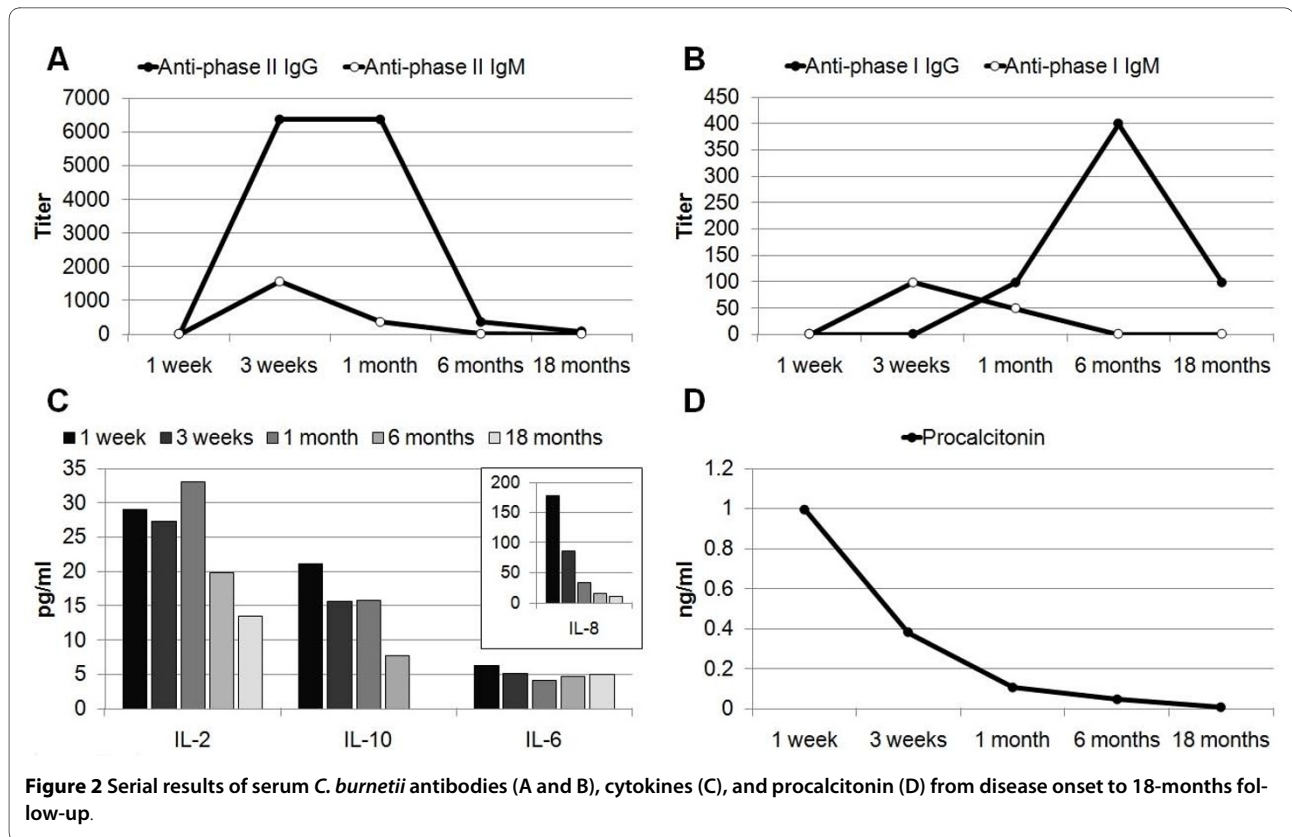 A
Anti-phase II IgG Anti-phase II IgM
7000
6000
5000
4000
3000
2000
1000
0
Titer
1 week 3 weeks 1 month 6 months 18 months
B
Anti-phase I IgG Anti-phase I IgM
450
400
350
300
250
200
150
100
50
0
Titer
1 week 3 weeks 1 month 6 months 18 months
C
1 week 3 weeks 1 month 6 months 18 months
35
30
25
20
15
10
5
0
pg/ml
IL-2 IL-10 IL-6
200
150
100
50
0
IL-8
D
Procalcitonin
1.2
1
0.8
0.6
0.4
0.2
0
ng/ml
1 week 3 weeks 1 month 6 months 18 months
Figure 2 Serial results of serum C. burnetii antibodies (A and B), cytokines (C), and procalcitonin (D) from disease onset to 18-months fol-
low-up.